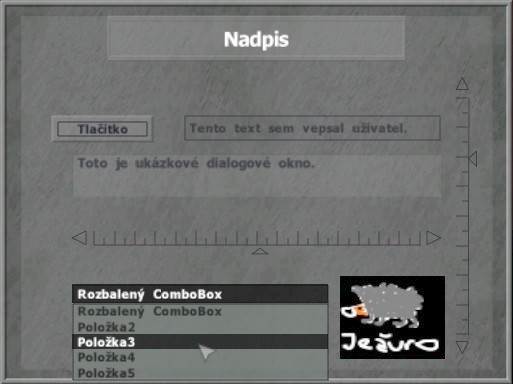 Nadpis
Tlačítko
Tento text sem vepsal uživatel.
Toto je ukázkové dialogové okno.
Rozbalený ComboBox
Rozbalený ComboBox
Položka2
Položka3
Položka4
Položka5
Ježuro